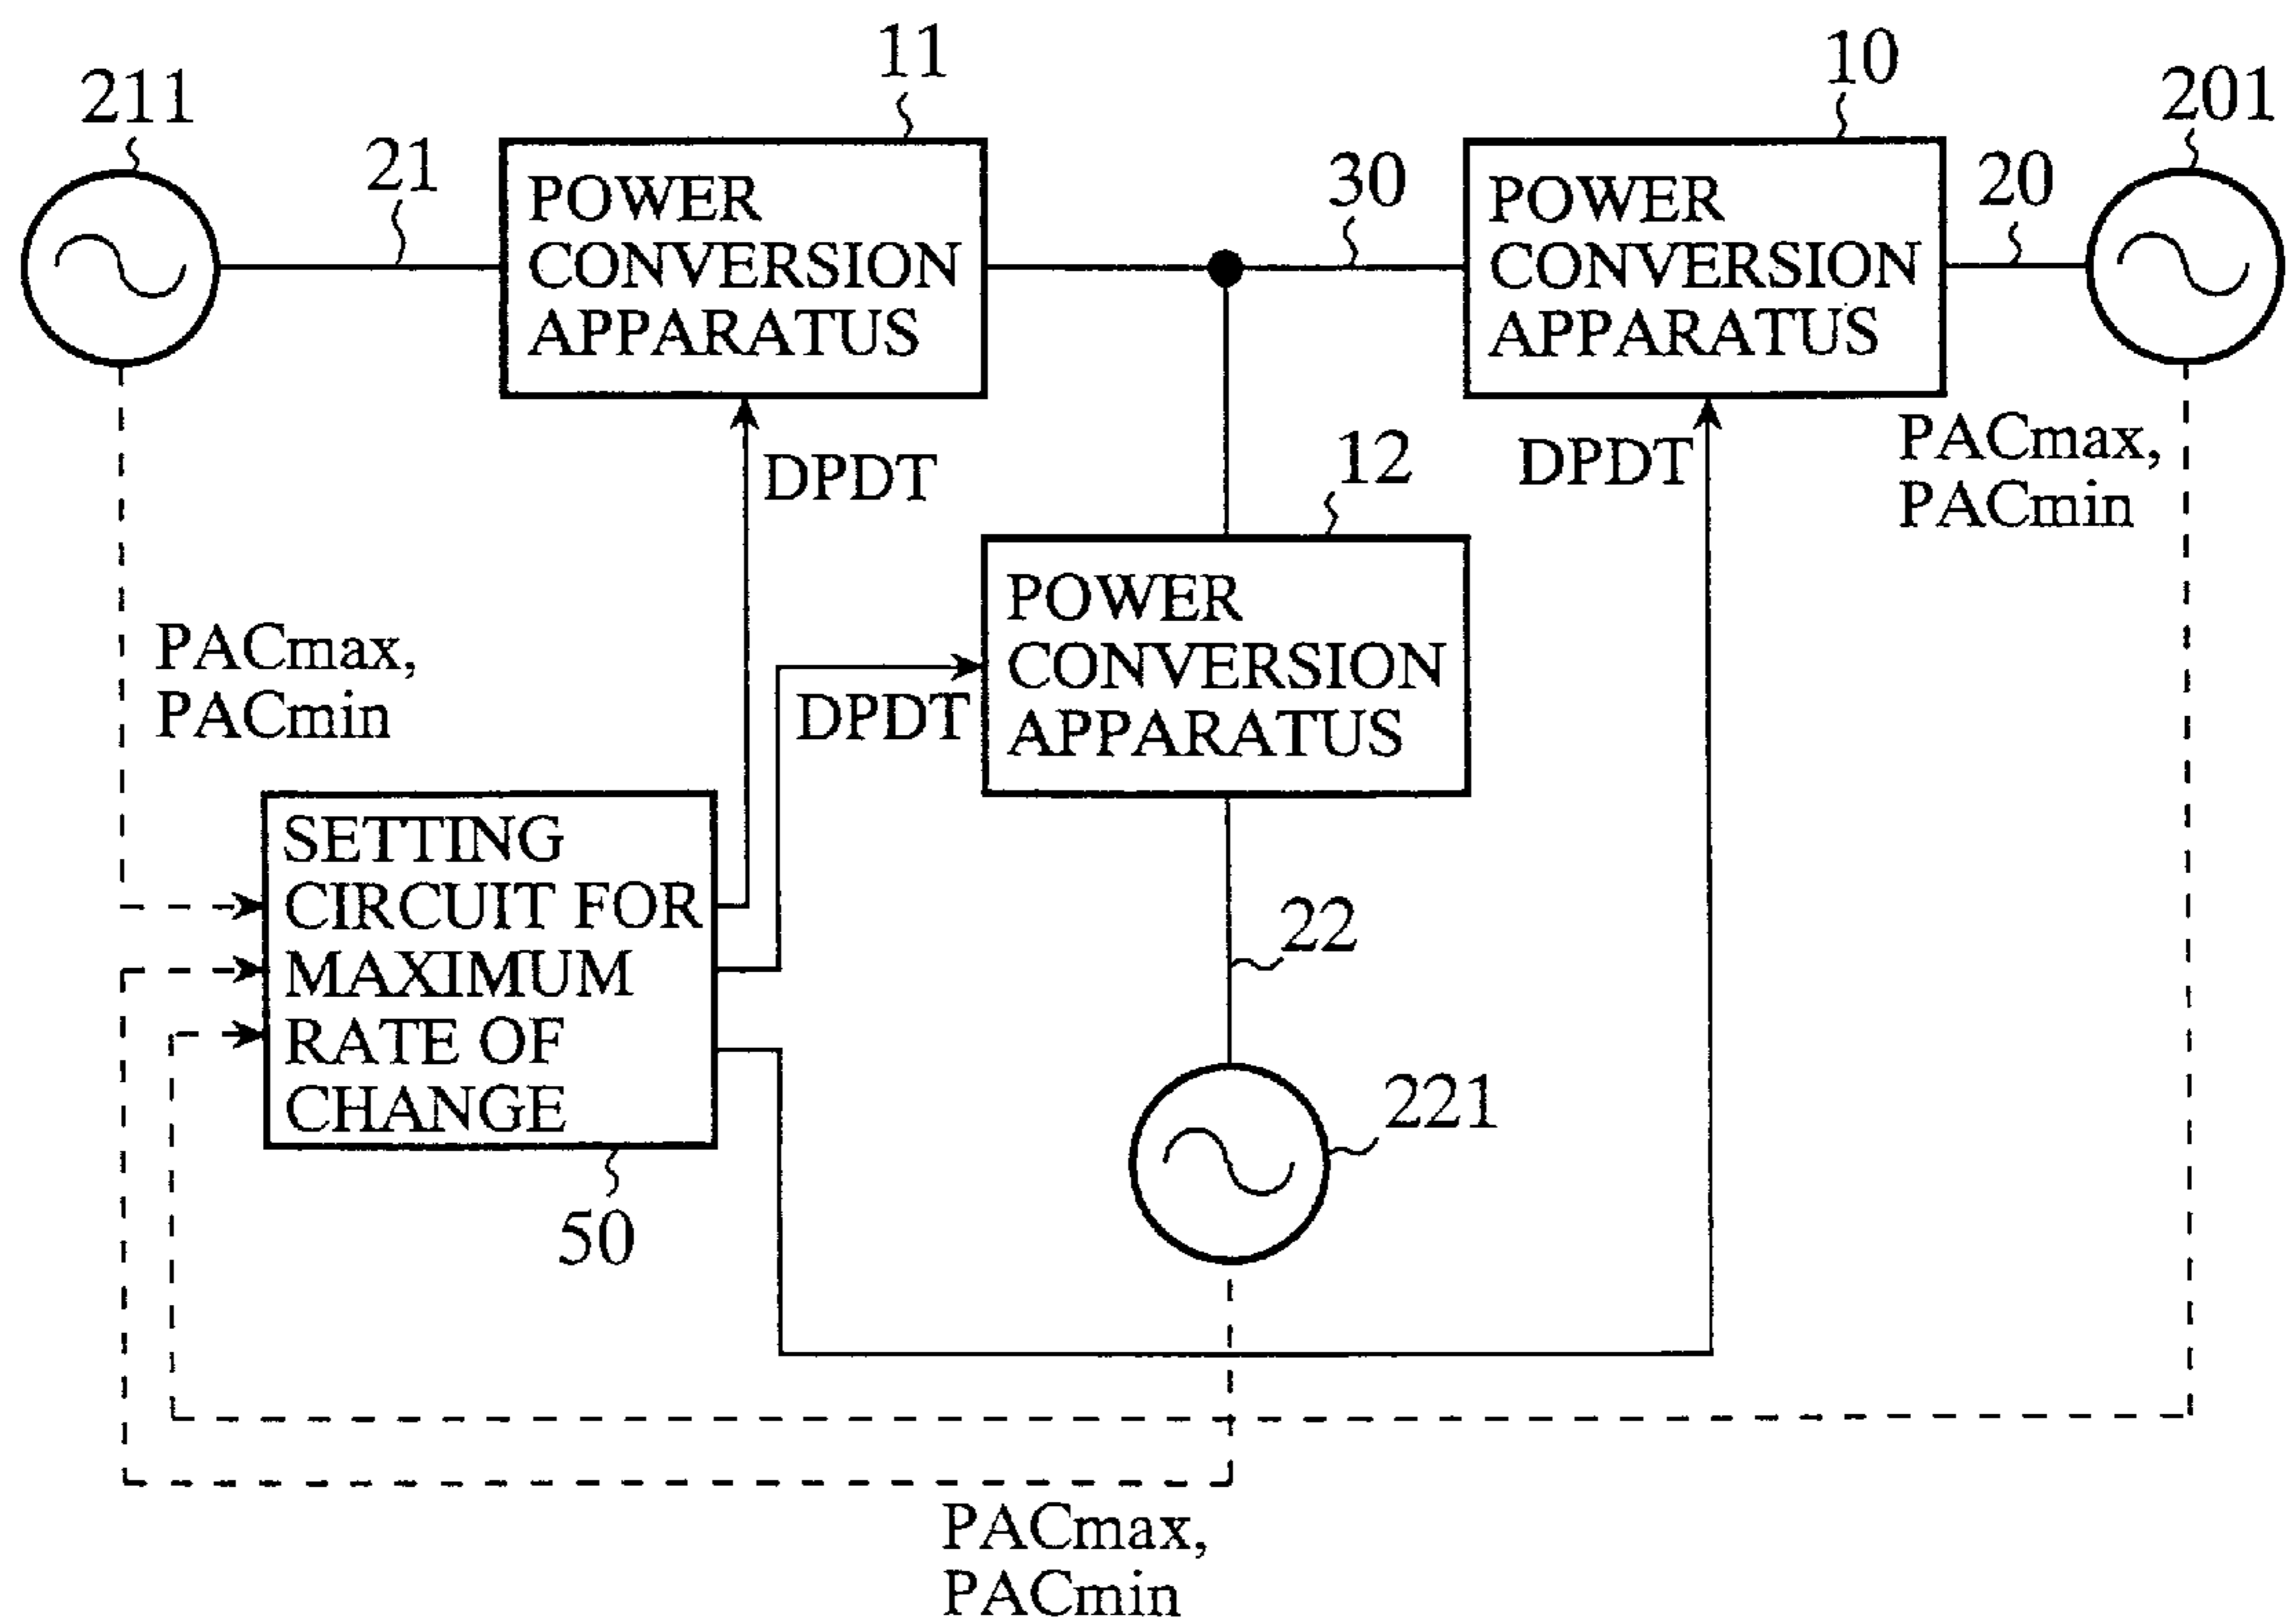 211
21
11
POWER
CONVERSION
APPARATUS
30
10
POWER
CONVERSION
APPARATUS
20
201
DPDT
12
DPDT
PACmax,
PACmin
POWER
CONVERSION
APPARATUS
DPDT
PACmax,
PACmin
SETTING
CIRCUIT FOR
MAXIMUM
RATE OF
CHANGE
50
22
221
PACmax,
PACmin